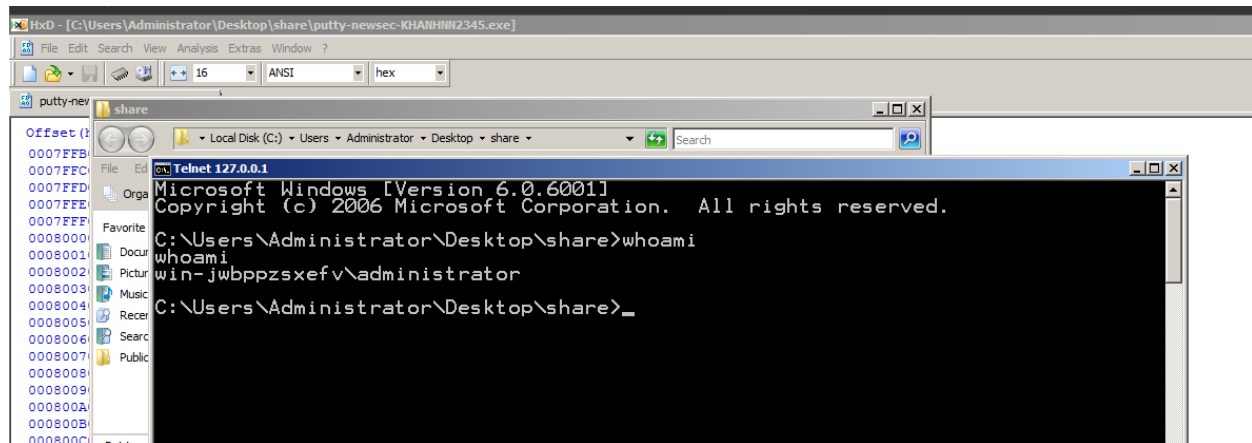 HxD - [C:\Users\Administrator\Desktop\share\putty-newsec-KHANHNN2345.exe]
File Edit Search View Analysis Extras Window ?
16 ANSI hex
putty-new
share
Offset(h
Local Disk (C:) Users Administrator Desktop share Search
0007FFB
0007FFC File Ed Telnet 127.0.0.1
0007FFD Orga Microsoft Windows [Version 6.0.6001]
0007FFE Copyright (c) 2006 Microsoft Corporation. All rights reserved.
0007FFF Favorite
0008000 C:\Users\Administrator\Desktop\share>whoami
0008001 Docur whoami
0008002 Pictur win-jwbppzsxefv\administrator
0008003 Music
0008004 Recer C:\Users\Administrator\Desktop\share>_
0008005
0008006 Searc
0008007 Public
0008008
0008009
000800A
000800B
000800C